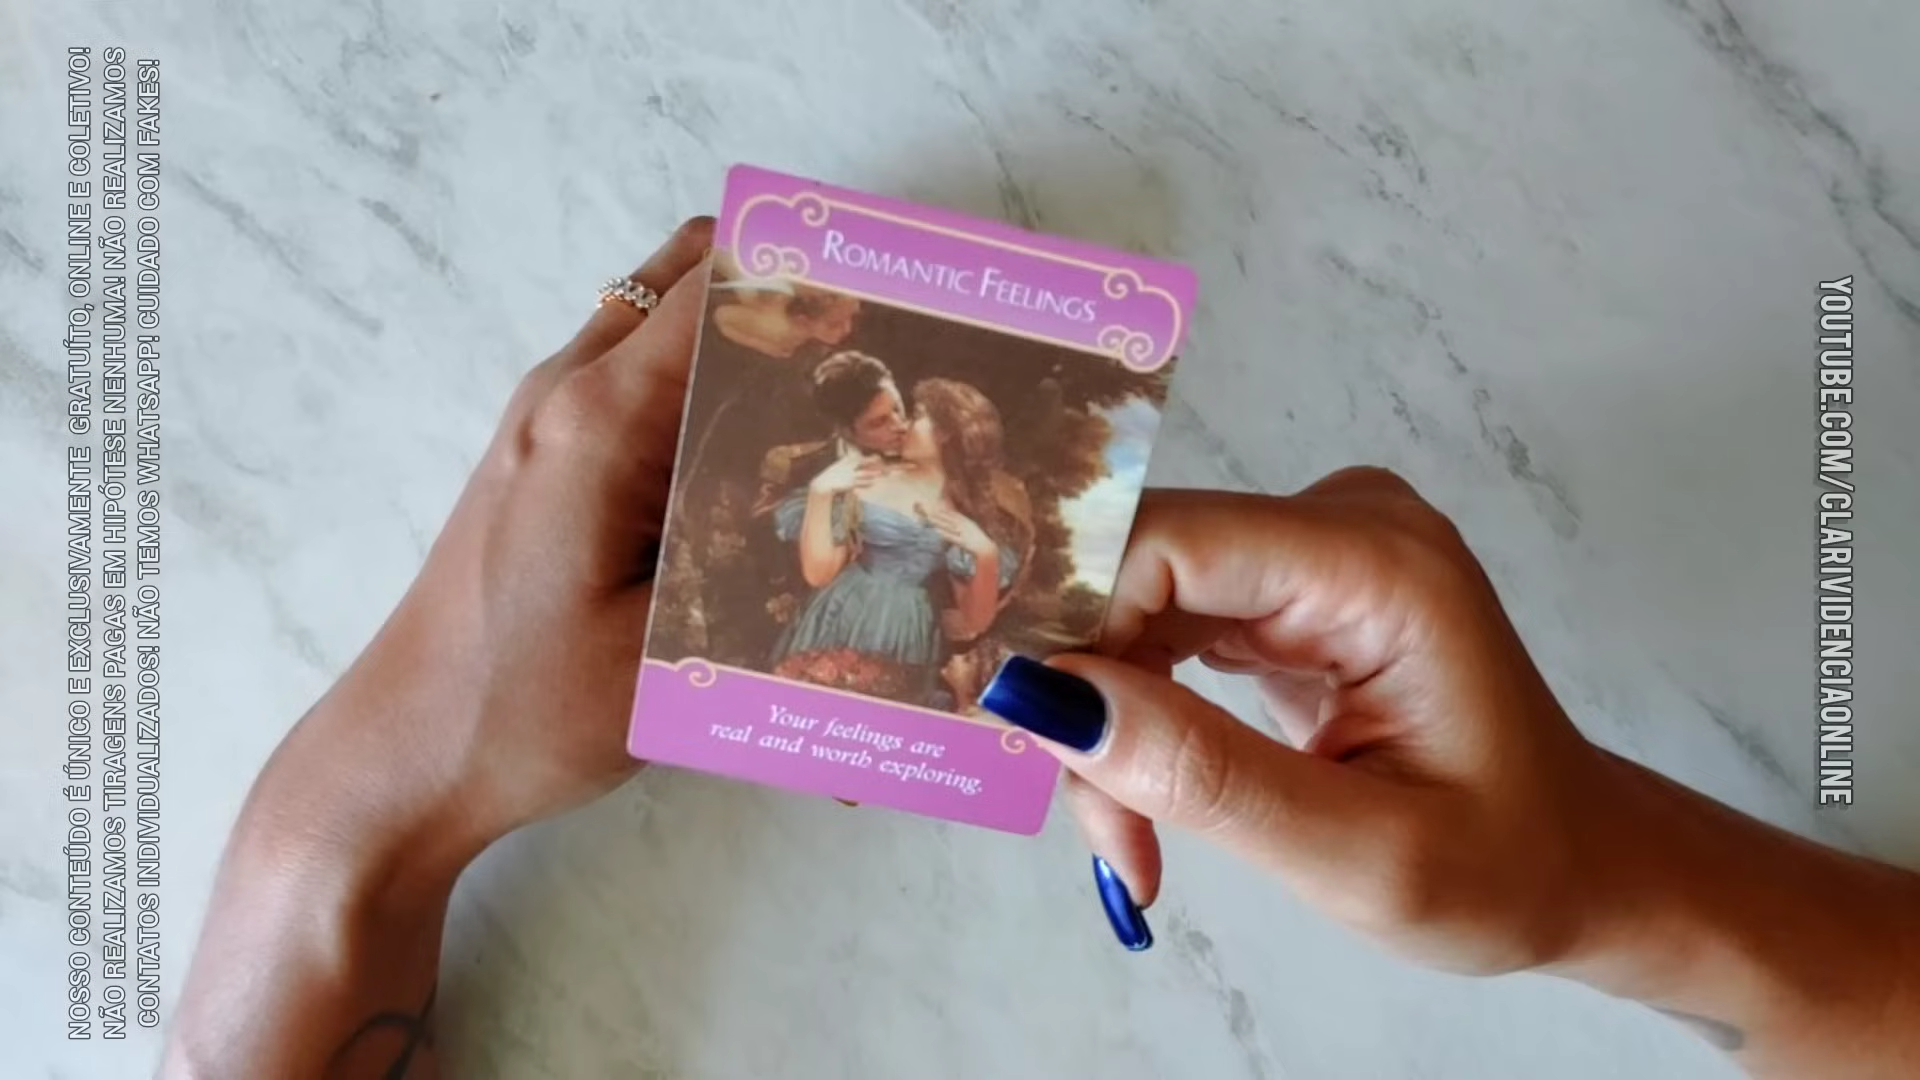 NOSSO CONTEÚDO É ÚNICO E EXCLUSIVAMENTE GRATUÍTO, ONLINE E COLETIVO!
NÃO REALIZAMOS TIRAGENS PAGAS EM HIPÓTESE NENHUMA! NÃO REALIZAMOS
CONTATOS INDIVIDUALIZADOS! NÃO TEMOS WHATSAPP! CUIDADO COM FAKES!
ROMANTIC FEELINGS
Your feelings are
real and worth exploring.
YOUTUBE.COM/CLARIVIDENCIAONLINE